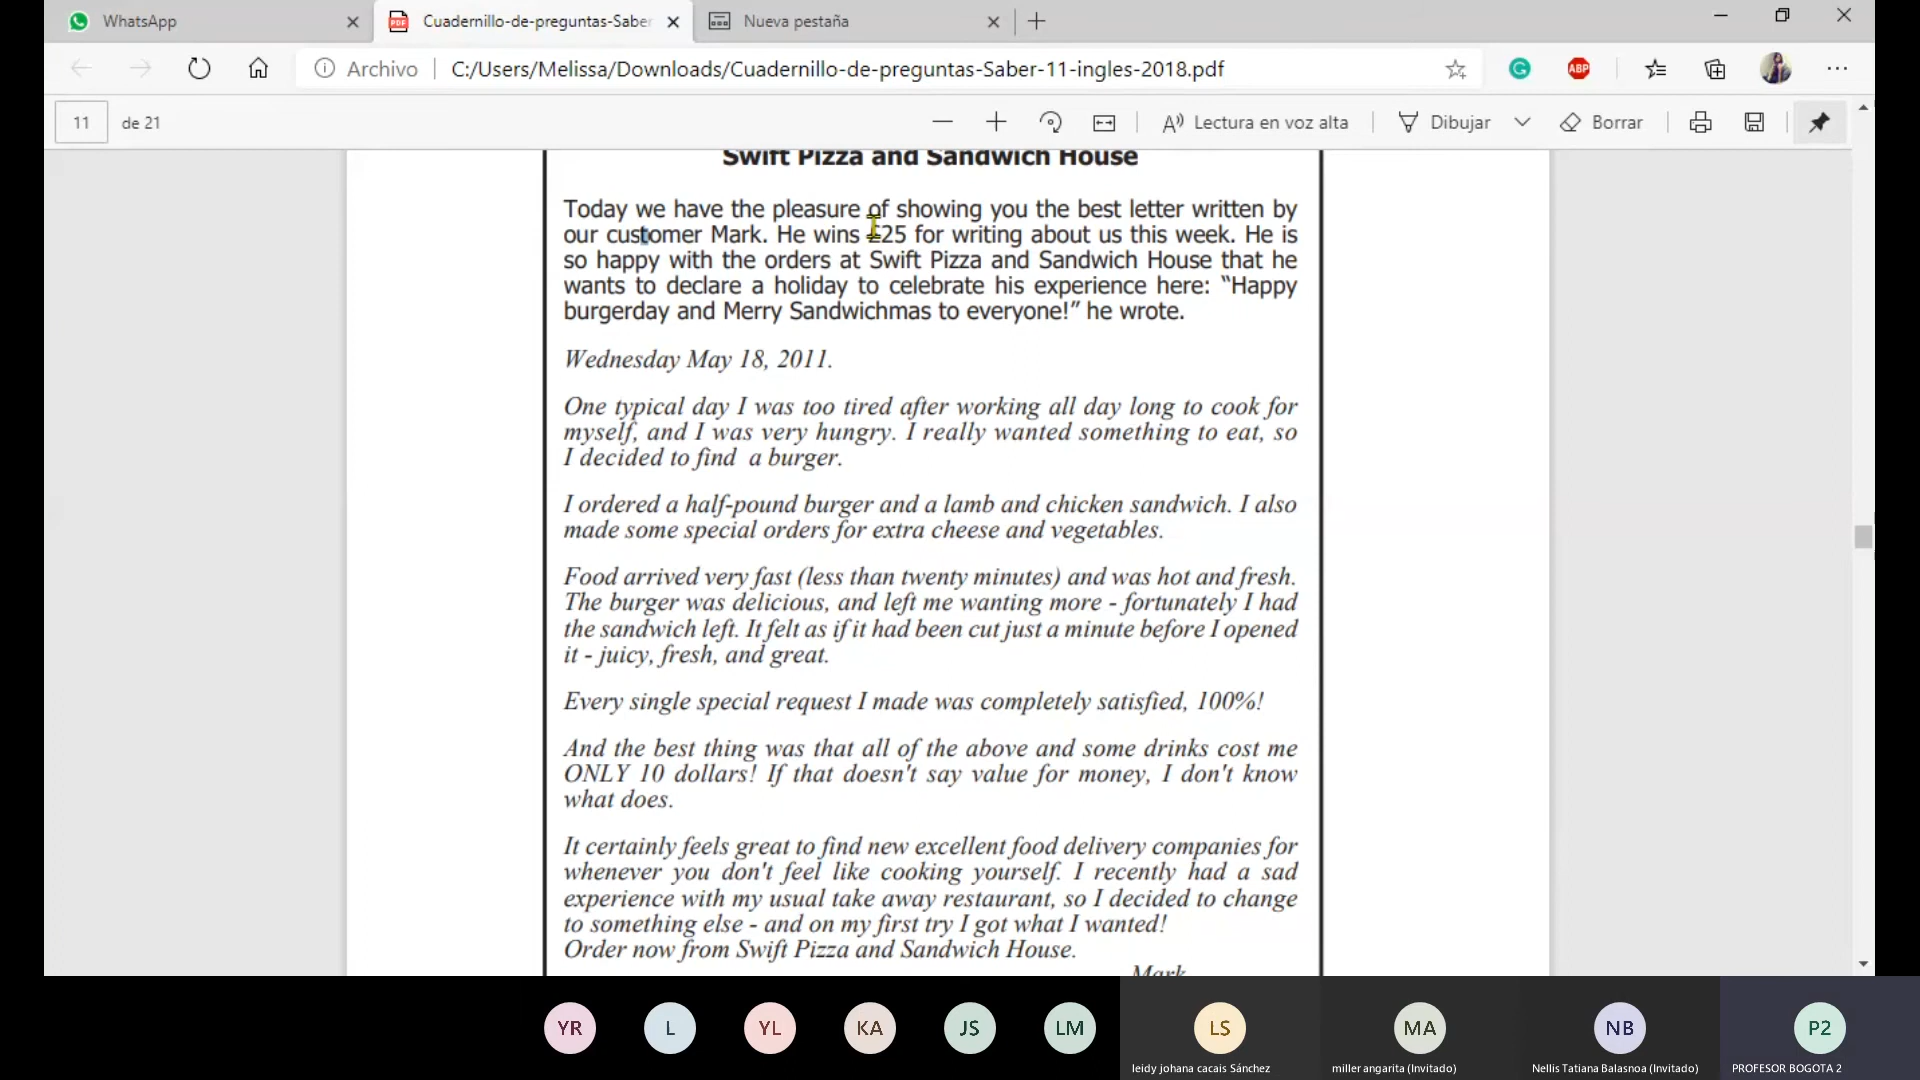 WhatsApp
Cuadernillo-de-preguntas-Saber
Nueva pestaña
Archivo
C:/Users/Melissa/Downloads/Cuadernillo-de-preguntas-Saber-11-ingles-2018.pdf
ABP
11 de 21
Lectura en voz alta
Dibujar
Borrar
Swift Pizza and Sandwich House
Today we have the pleasure of showing you the best letter written by
our customer Mark. He wins £25 for writing about us this week. He is
so happy with the orders at Swift Pizza and Sandwich House that he
wants to declare a holiday to celebrate his experience here: “Happy
burgerday and Merry Sandwichmas to everyone!” he wrote.
Wednesday May 18, 2011.
One typical day I was too tired after working all day long to cook for
myself, and I was very hungry. I really wanted something to eat, so
I decided to find a burger.
I ordered a half-pound burger and a lamb and chicken sandwich. I also
made some special orders for extra cheese and vegetables.
Food arrived very fast (less than twenty minutes) and was hot and fresh.
The burger was delicious, and left me wanting more - fortunately I had
the sandwich left. It felt as if it had been cut just a minute before I opened
it - juicy, fresh, and great.
Every single special request I made was completely satisfied, 100%!
And the best thing was that all of the above and some drinks cost me
ONLY 10 dollars! If that doesn't say value for money, I don't know
what does.
It certainly feels great to find new excellent food delivery companies for
whenever you don't feel like cooking yourself. I recently had a sad
experience with my usual take away restaurant, so I decided to change
to something else - and on my first try I got what I wanted!
Order now from Swift Pizza and Sandwich House.
Mark
YR
L
YL
KA
JS
LM
LS
MA
NB
P2
leidy johana cacais Sánchez
miller angarita (Invitado)
Nellis Tatiana Balasnoa (Invitado)
PROFESOR BOGOTA 2